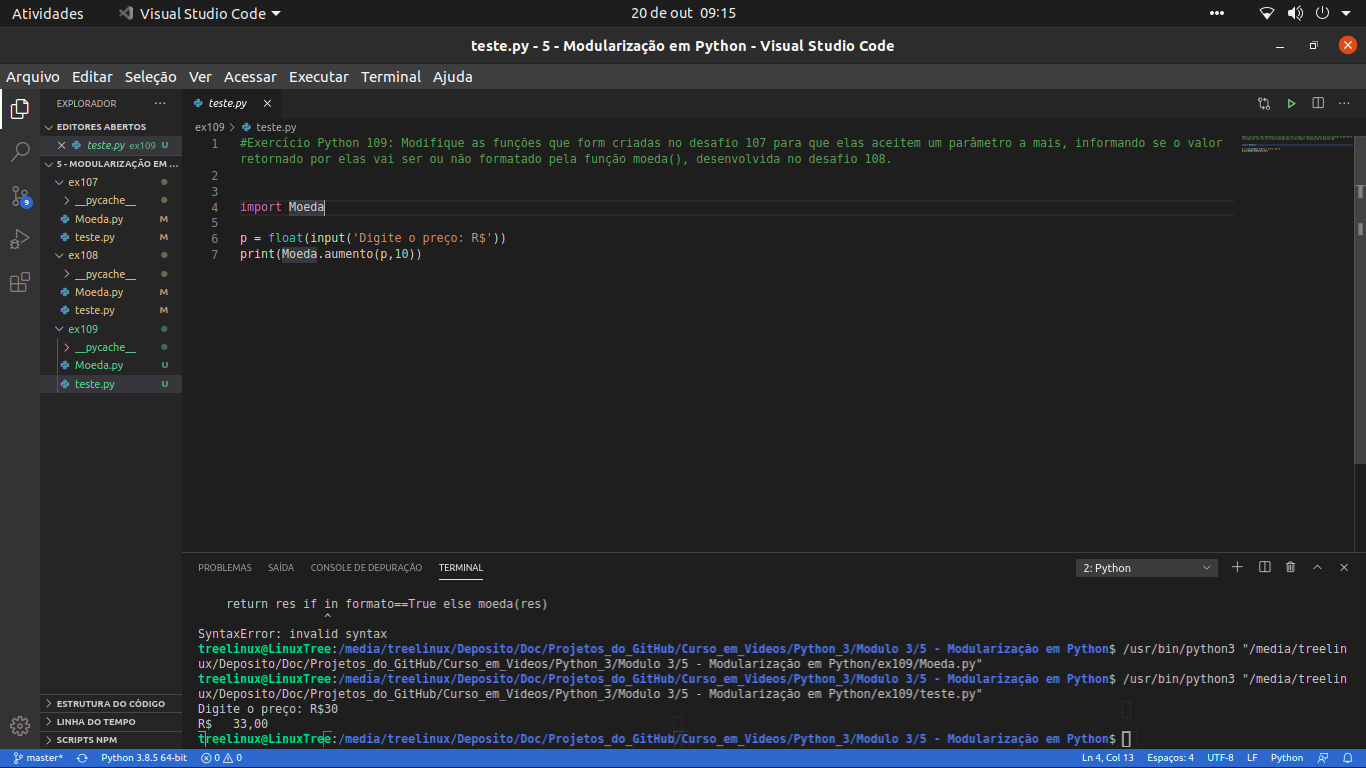 Atividades
Visual Studio Code
20 de out 09:15
teste.py - 5 - Modularização em Python - Visual Studio Code
Arquivo Editar Seleção Ver Acessar Executar Terminal Ajuda
EXPLORADOR
EDITORES ABERTOS
teste.py ex109 U
5 - MODULARIZAÇÃO EM ...
ex107
__pycache__
Moeda.py M
teste.py M
ex108
__pycache__
Moeda.py M
teste.py M
ex109
__pycache__
Moeda.py U
teste.py U
ESTRUTURA DO CÓDIGO
LINHA DO TEMPO
SCRIPTS NPM
9
teste.py
ex109 > teste.py
1 #Exercício Python 109: Modifique as funções que form criadas no desafio 107 para que elas aceitem um parâmetro a mais, informando se o valor
retornado por elas vai ser ou não formatado pela função moeda(), desenvolvida no desafio 108.
2
3
4 import Moeda
5
6 p = float(input('Digite o preço: R$'))
7 print(Moeda.aumento(p,10))
PROBLEMAS SAÍDA CONSOLE DE DEPURAÇÃO TERMINAL
2: Python
return res if in formato==True else moeda(res)
^
SyntaxError: invalid syntax
treelinux@LinuxTree:/media/treelinux/Deposito/Doc/Projetos_do_GitHub/Curso_em_Videos/Python_3/Modulo 3/5 - Modularização em Python$ /usr/bin/python3 "/media/treelin
ux/Deposito/Doc/Projetos_do_GitHub/Curso_em_Videos/Python_3/Modulo 3/5 - Modularização em Python/ex109/Moeda.py"
treelinux@LinuxTree:/media/treelinux/Deposito/Doc/Projetos_do_GitHub/Curso_em_Videos/Python_3/Modulo 3/5 - Modularização em Python$ /usr/bin/python3 "/media/treelin
ux/Deposito/Doc/Projetos_do_GitHub/Curso_em_Videos/Python_3/Modulo 3/5 - Modularização em Python/ex109/teste.py"
Digite o preço: R$30
R$   33,00
treelinux@LinuxTree:/media/treelinux/Deposito/Doc/Projetos_do_GitHub/Curso_em_Videos/Python_3/Modulo 3/5 - Modularização em Python$
master* Python 3.8.5 64-bit 0 0 Ln 4, Col 13 Espaços: 4 UTF-8 LF Python